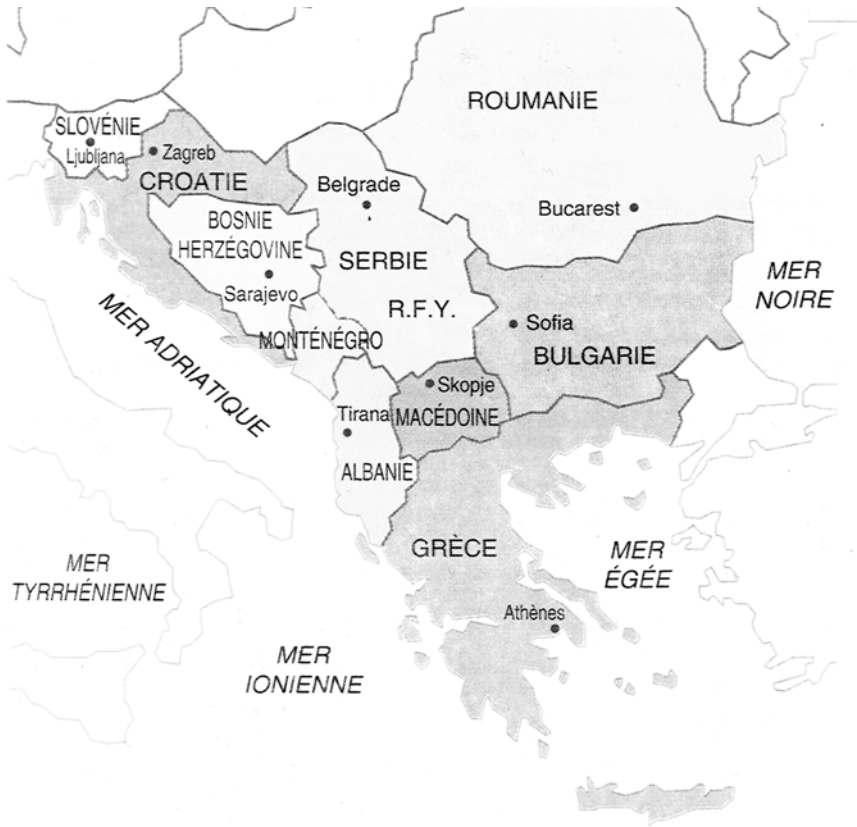 ROUMANIE
SLOVÉNIE
Ljubljana
Zagreb
CROATIE
Belgrade
Bucarest
BOSNIE
HERZÉGOVINE
SERBIE
MER
NOIRE
Sarajevo
R.F.Y.
Sofia
MONTÉNÉGRO
BULGARIE
MER ADRIATIQUE
Skopje
Tirana
MACÉDOINE
ALBANIE
GRÈCE
MER
ÉGÉE
MER
TYRRHÉNIENNE
Athènes
MER
IONIENNE